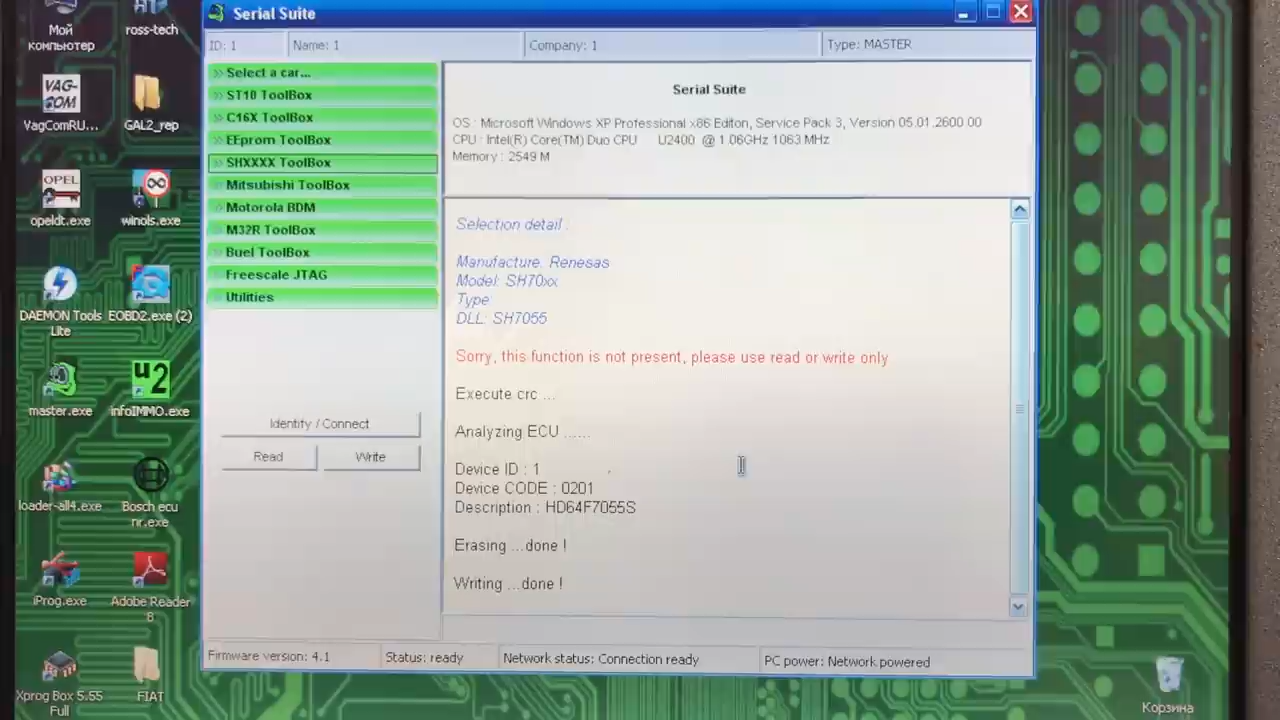 Мой
компьютер
ross-tech
VAG-
COM
VagComRU...
GAL2_rep
OPEL
opeldt.exe
winols.exe
DAEMON Tools
Lite
EOBD2.exe (2)
master.exe
u2
infoIMMO.exe
loader-all4.exe
Bosch ecu
nr.exe
iProg.exe
Adobe Reader
8
Xprog Box 5.55
Full
FIAT
Serial Suite
ID: 1
Name: 1
Company: 1
Type: MASTER
Select a car...
ST10 ToolBox
C16X ToolBox
EEprom ToolBox
SHXXXX ToolBox
Mitsubishi ToolBox
Motorola BDM
M32R ToolBox
Buel ToolBox
Freescale JTAG
Utilities
Identity / Connect
Read
Write
Serial Suite
OS : Microsoft Windows XP Professional x86 Editon, Service Pack 3, Version 05.01.2600 00
CPU : Intel(R) Core(TM) Duo CPU U2400 @ 1 06GHz 1063 MHz
Memory : 2549 M
Selection detail :
Manufacture. Renesas
Model: SH70xx
Type:
DLL: SH7055
Sorry, this function is not present, please use read or write only
Execute crc ...
Analyzing ECU ......
Device ID : 1
Device CODE : 0201
Description : HD64F7055S
Erasing ...done !
Writing ...done !
Firmware version: 4.1
Status: ready
Network status: Connection ready
PC power: Network powered
Корзина